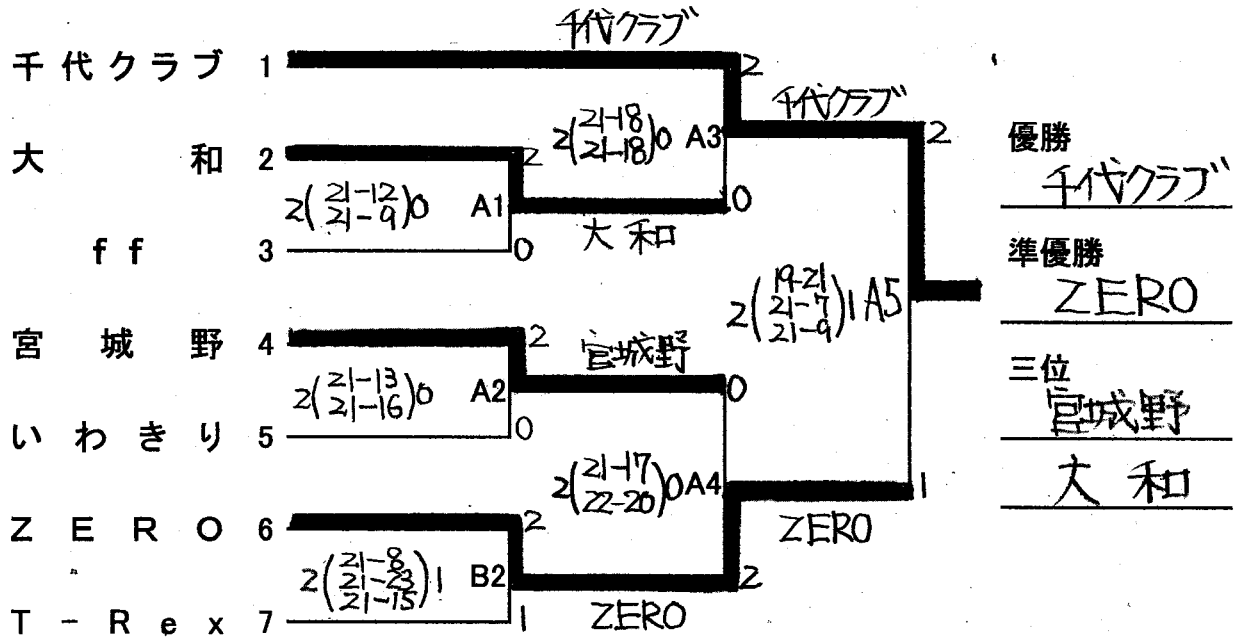 千代クラブ
千代クラブ 1
2
千代クラブ
2(21-18
21-18)0 A3
2
優勝
千代クラブ
大 和 2
2
2(21-12
21-9)0 A1
0
大 和
f f 3
0
準優勝
ZERO
2(19-21
21-7
21-9)1 A5
宮 城 野 4
2
宮城野
2(21-13
21-16)0 A2
0
三位
宮城野
大 和
い わ き り 5
0
2(21-17
22-20)0 A4
1
Z E R O 6
2
ZERO
2(21-8
21-23
21-15)1 B2
2
T - R e x 7
1
ZERO